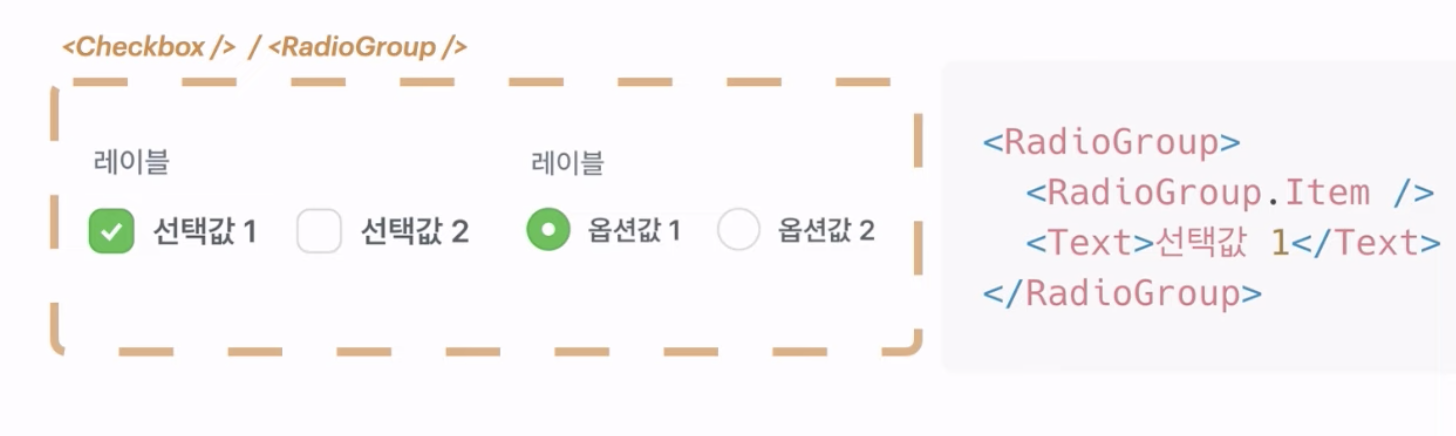 <Checkbox /> / <RadioGroup />
레이블
선택값 1 선택값 2
레이블
옵션값 1 옵션값 2
<RadioGroup>
<RadioGroup.Item />
<Text>선택값 1</Text>
</RadioGroup>